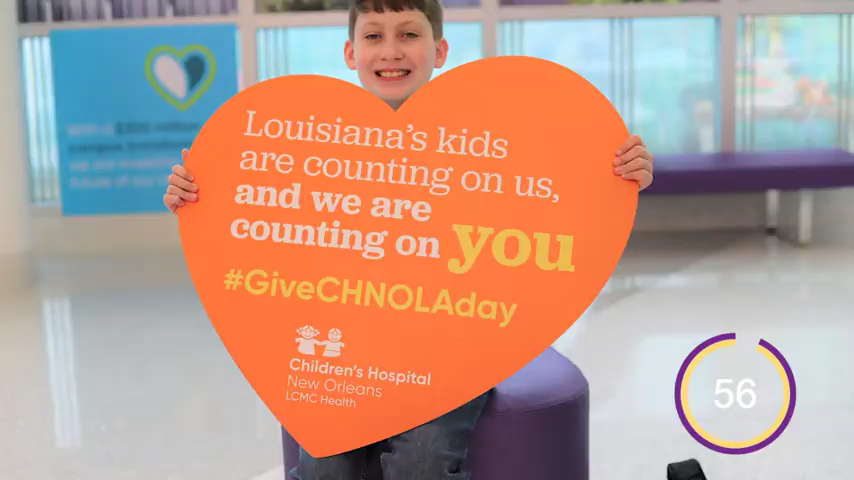 Louisiana's kids
are counting on us,
and we are
counting on you
#GiveCHNOLAday
Children's Hospital
New Orleans
LCMC Health
56